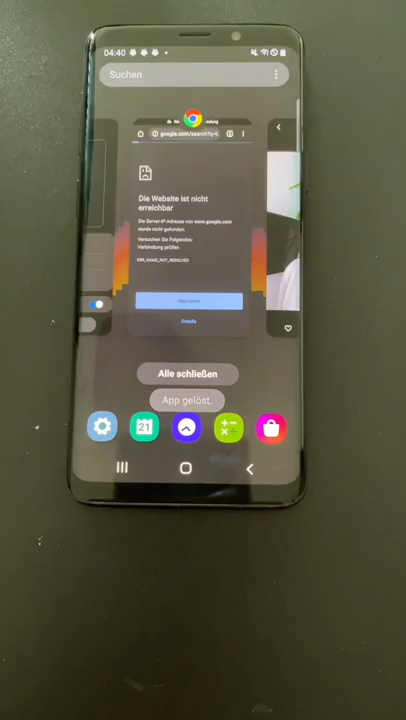 04:40
Suchen
google.com/search?q=k
Die Website ist nicht
erreichbar
Die Server-IP-Adresse von www.google.com
wurde nicht gefunden.
Versuchen Sie Folgendes:
Verbindung prüfen
ERR_NAME_NOT_RESOLVED
Details
Alle schließen
App gelöst.
21